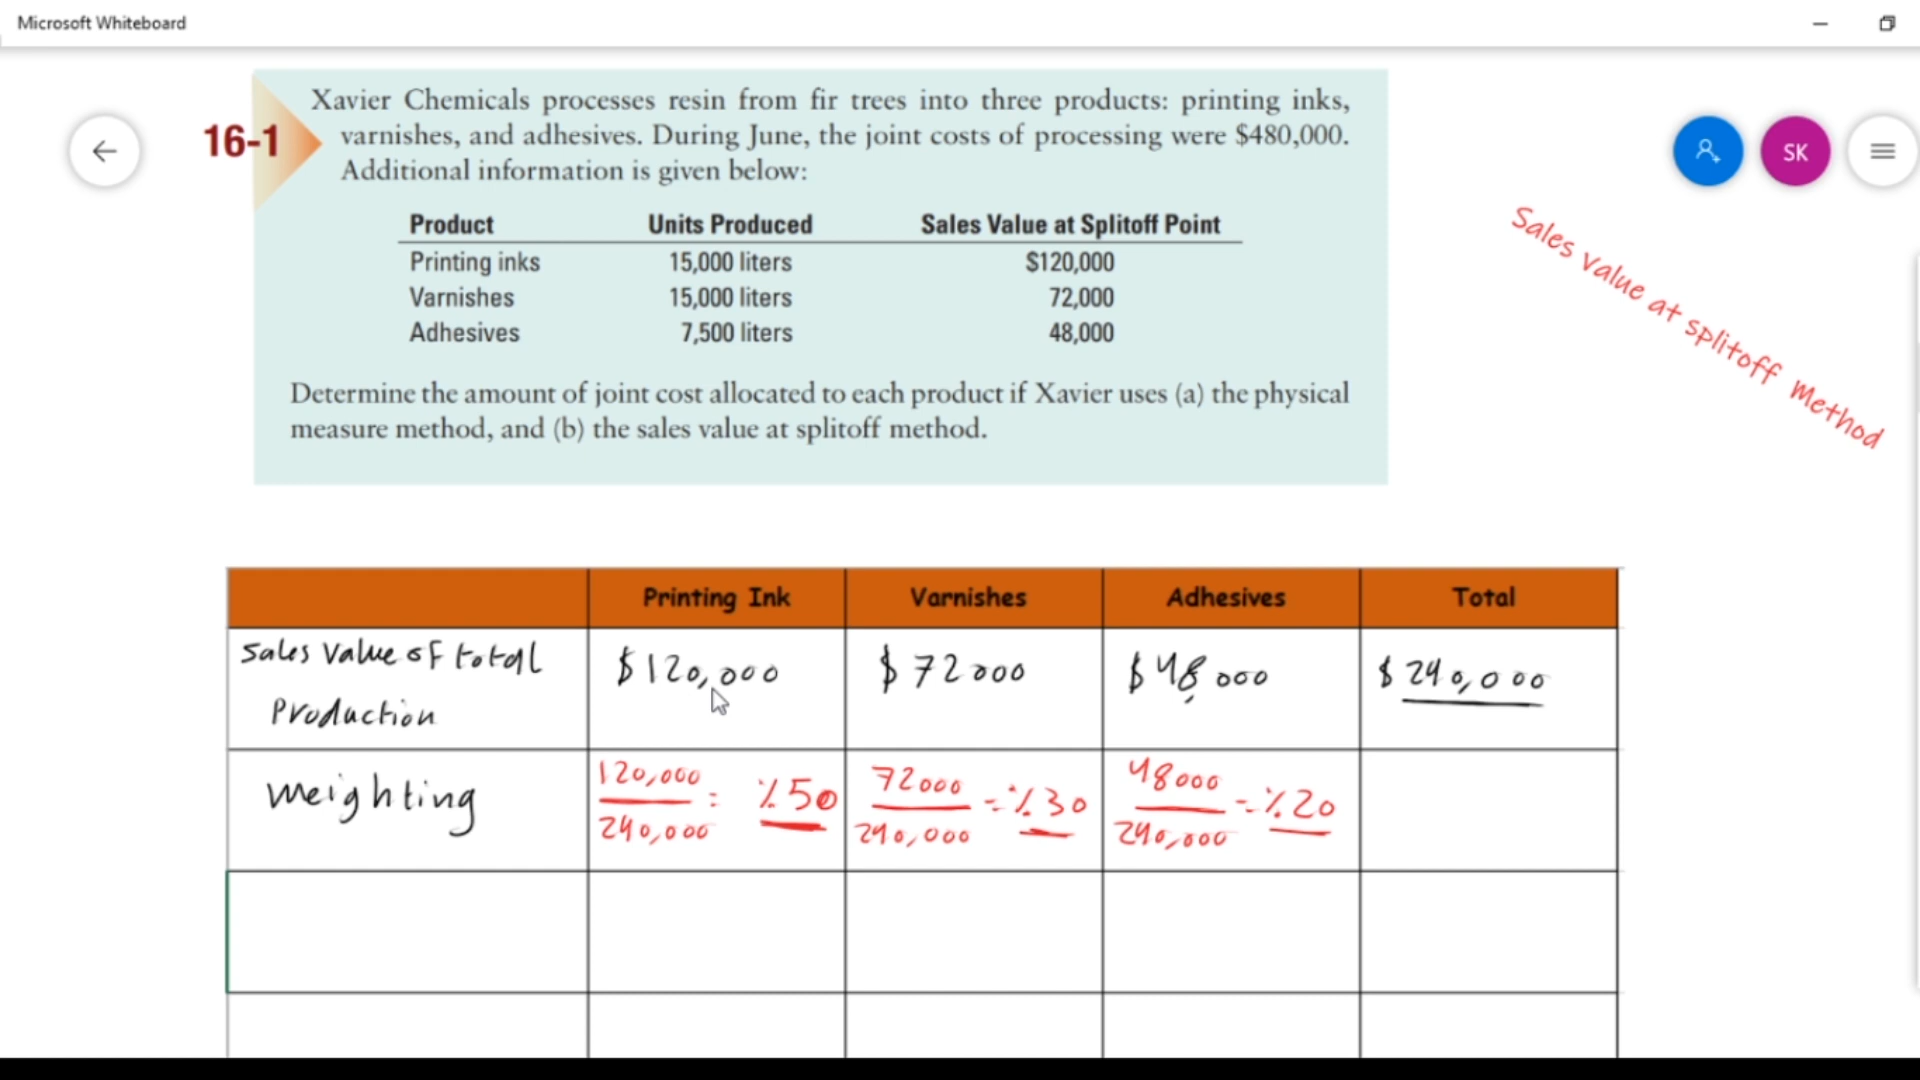 Microsoft Whiteboard
16-1
Xavier Chemicals processes resin from fir trees into three products: printing inks,
varnishes, and adhesives. During June, the joint costs of processing were $480,000.
Additional information is given below:
Product Units Produced Sales Value at Splitoff Point
Printing inks 15,000 liters $120,000
Varnishes 15,000 liters 72,000
Adhesives 7,500 liters 48,000
Determine the amount of joint cost allocated to each product if Xavier uses (a) the physical
measure method, and (b) the sales value at splitoff method.
SK
Sales value at splitoff Method
Printing Ink Varnishes Adhesives Total
Sales Value of total
Production
$120,000 $72000 $48,000 $240,000
Weighting
120,000
240,000
= %50
72000
240,000
= %30
48000
240,000
= %20